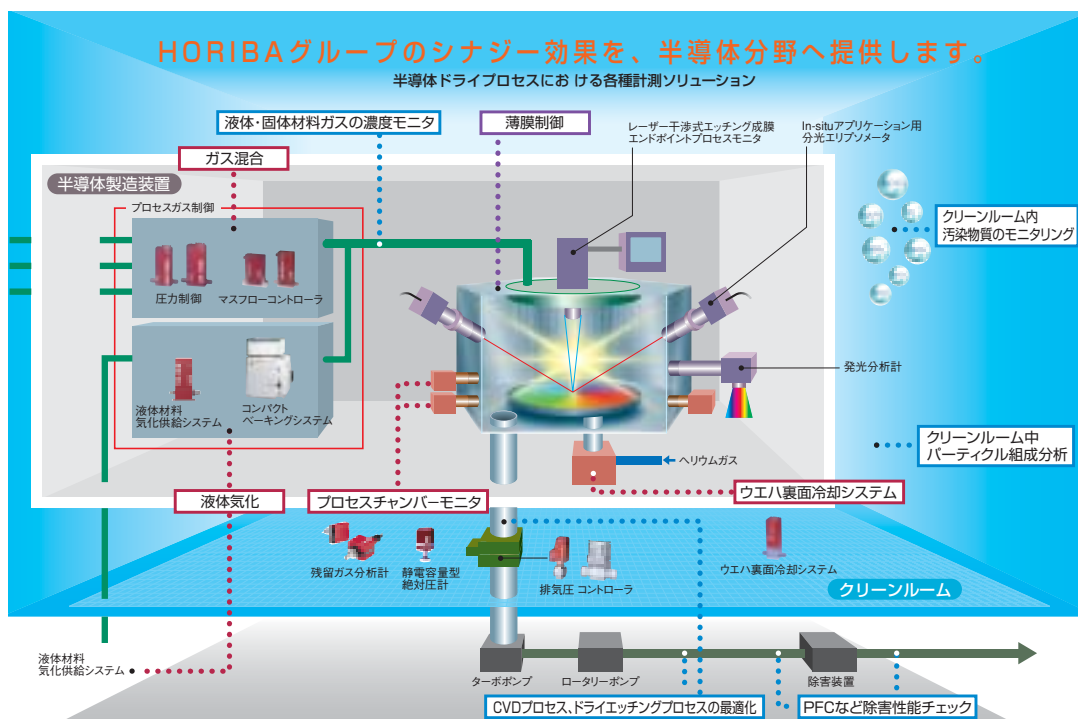 HORIBAグループのシナジー効果を、半導体分野へ提供します。
半導体ドライプロセスにおける各種計測ソリューション
液体・固体材料ガスの濃度モニタ
薄膜制御
レーザー干渉式エッチング成膜
エンドポイントプロセスモニタ
In-situアプリケーション用
分光エリプソメータ
ガス混合
半導体製造装置
プロセスガス制御
クリーンルーム内
汚染物質のモニタリング
圧力制御
マスフローコントローラ
発光分析計
液体材料
気化供給システム
コンパクト
ベーキングシステム
クリーンルーム中
パーティクル組成分析
ヘリウムガス
液体気化
プロセスチャンバーモニタ
ウエハ裏面冷却システム
残留ガス分析計
静電容量型
絶対圧計
排気圧 コントローラ
ウエハ裏面冷却システム
クリーンルーム
液体材料
気化供給システム
ターボポンプ
ロータリーポンプ
除害装置
CVDプロセス、ドライエッチングプロセスの最適化
PFCなど除害性能チェック